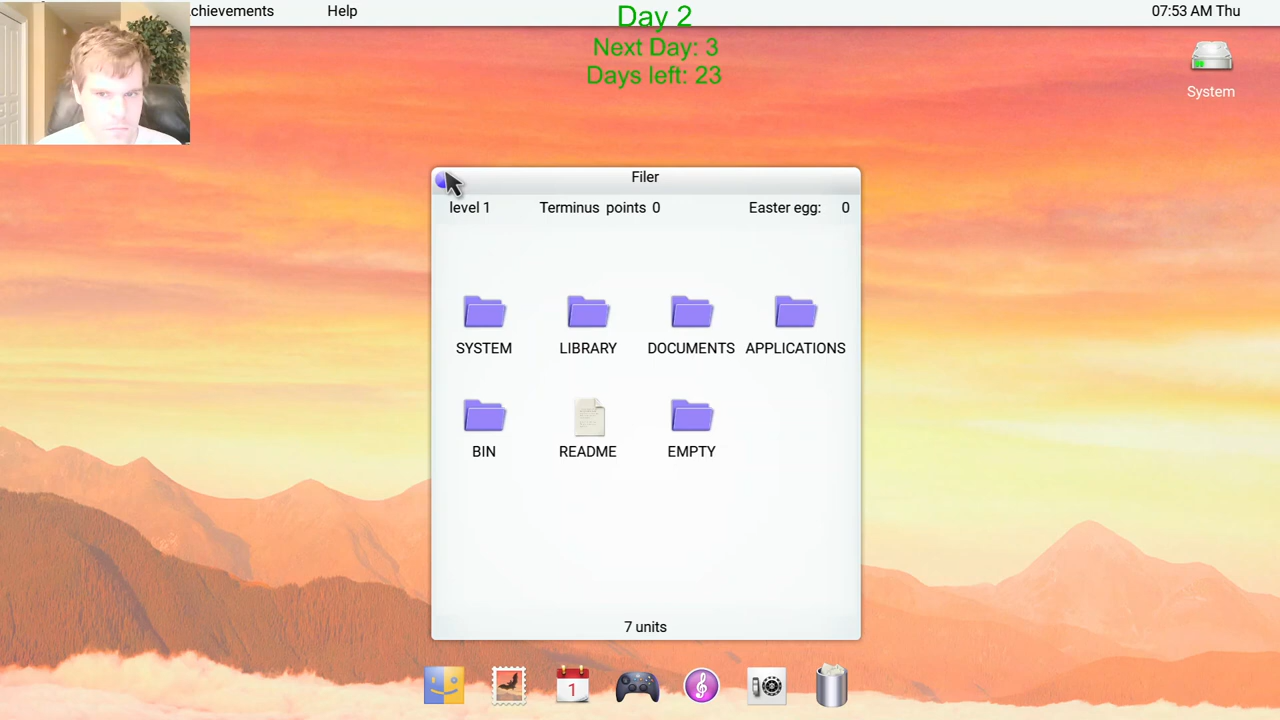 chievements Help 07:53 AM Thu
Day 2
Next Day: 3
Days left: 23
System
Filer
level 1 Terminus points 0 Easter egg: 0
SYSTEM LIBRARY DOCUMENTS APPLICATIONS
BIN README EMPTY
7 units
1